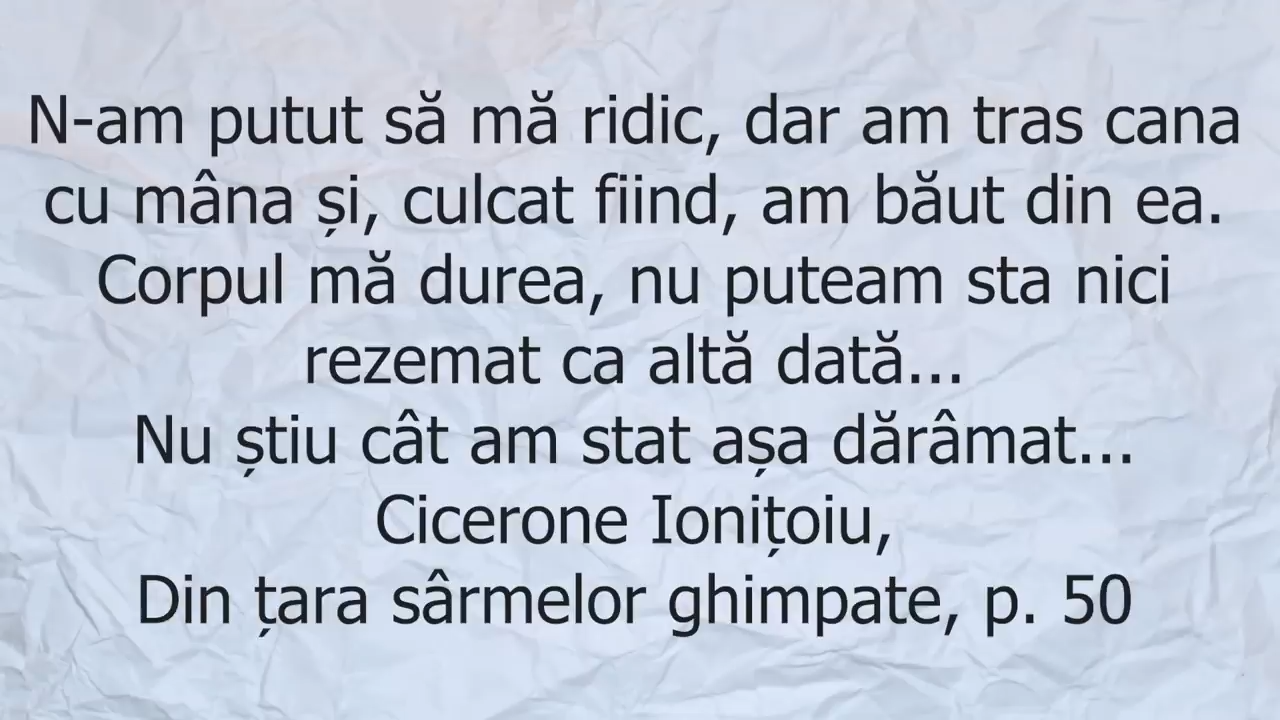 N-am putut să mă ridic, dar am tras cana
cu mâna și, culcat fiind, am băut din ea.
Corpul mă durea, nu puteam sta nici
rezemat ca altă dată...
Nu știu cât am stat așa dărâmat...
Cicerone Ionițoiu,
Din țara sârmelor ghimpate, p. 50